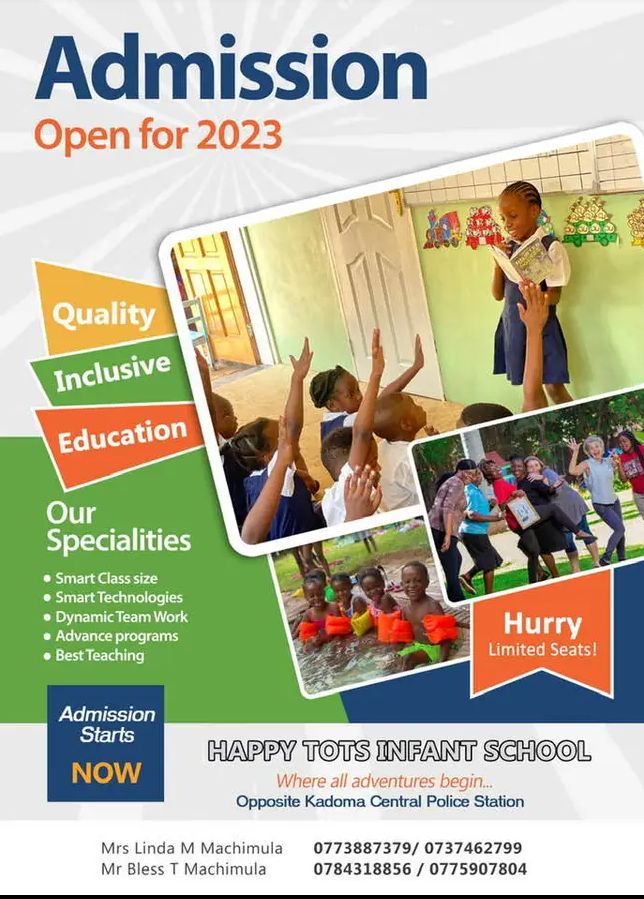 Admission
Open for 2023
Quality
Inclusive
Education
Our
Specialities
• Smart Class size
• Smart Technologies
• Dynamic Team Work
• Advance programs
• Best Teaching
Hurry
Limited Seats!
Admission
Starts
NOW
HAPPY TOTS INFANT SCHOOL
Where all adventures begin...
Opposite Kadoma Central Police Station
Mrs Linda M Machimula 0773887379/ 0737462799
Mr Bless T Machimula 0784318856 / 0775907804